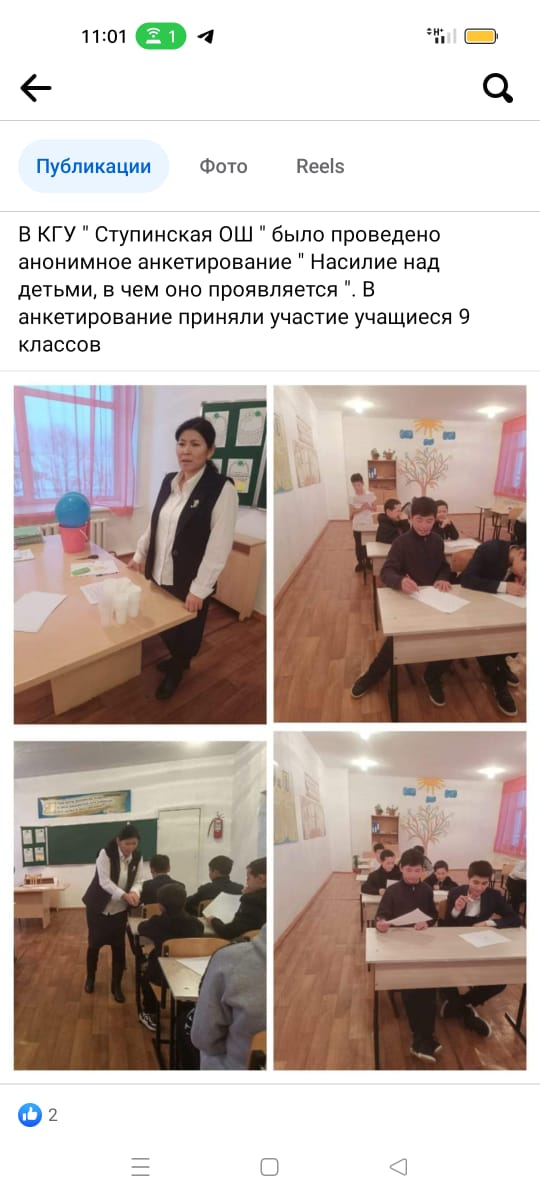 11:01 1 H+
Публикации Фото Reels
В КГУ " Ступинская ОШ " было проведено
анонимное анкетирование " Насилие над
детьми, в чем оно проявляется ". В
анкетирование приняли участие учащиеся 9
классов
2